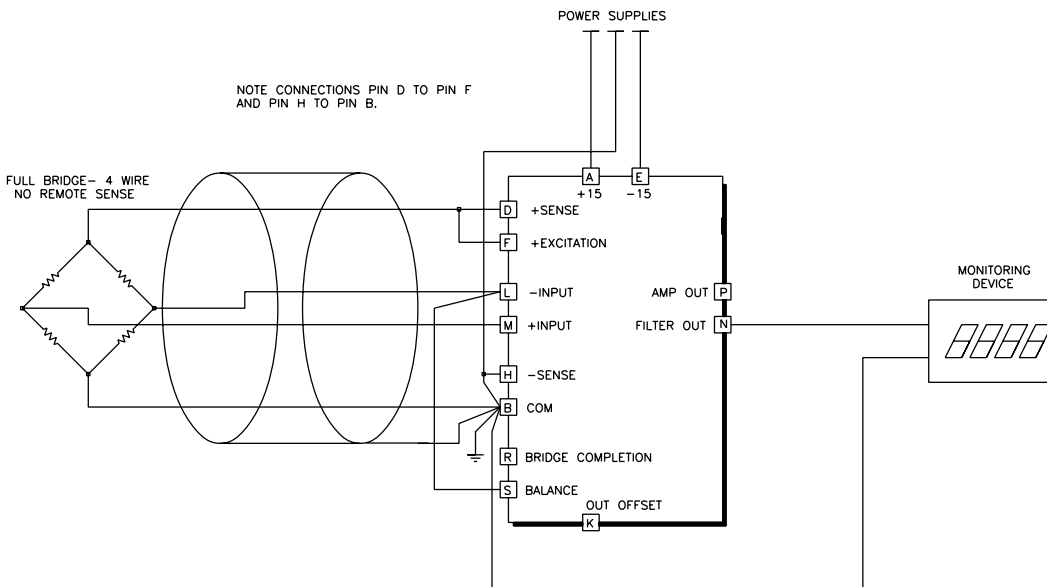 POWER SUPPLIES
NOTE CONNECTIONS PIN D TO PIN F
AND PIN H TO PIN B.
FULL BRIDGE- 4 WIRE
NO REMOTE SENSE
A
E
+15
-15
D +SENSE
F +EXCITATION
L -INPUT
AMP OUT P
M +INPUT
FILTER OUT N
MONITORING
DEVICE
8888
H -SENSE
B COM
R BRIDGE COMPLETION
S BALANCE
OUT OFFSET
K